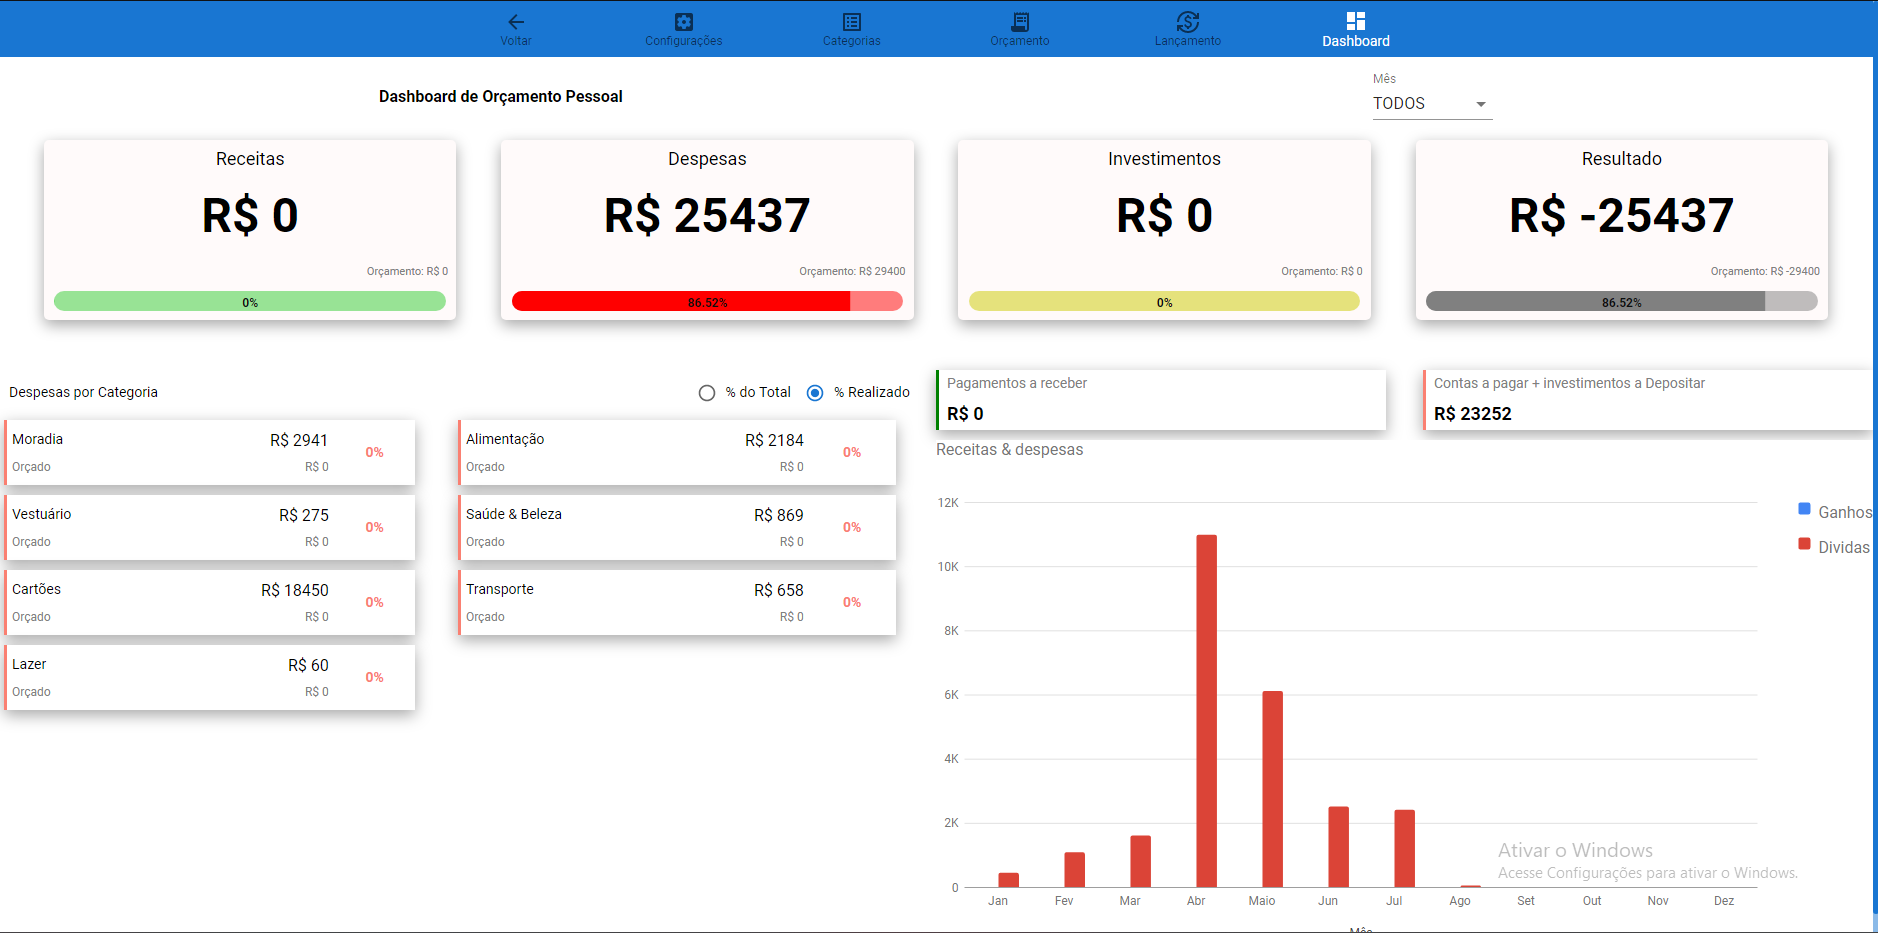 Voltar
Configurações
Categorias
Orçamento
Lançamento
Dashboard
Dashboard de Orçamento Pessoal
Mês
TODOS
Receitas
R$ 0
Orçamento: R$ 0
0%
Despesas
R$ 25437
Orçamento: R$ 29400
86.52%
Investimentos
R$ 0
Orçamento: R$ 0
0%
Resultado
R$ -25437
Orçamento: R$ -29400
86.52%
Despesas por Categoria
% do Total
% Realizado
Moradia R$ 2941
0%
Orçado R$ 0
Alimentação R$ 2184
0%
Orçado R$ 0
Vestuário R$ 275
0%
Orçado R$ 0
Saúde & Beleza R$ 869
0%
Orçado R$ 0
Cartões R$ 18450
0%
Orçado R$ 0
Transporte R$ 658
0%
Orçado R$ 0
Lazer R$ 60
0%
Orçado R$ 0
Pagamentos a receber
R$ 0
Contas a pagar + investimentos a Depositar
R$ 23252
Receitas & despesas
12K
10K
8K
6K
4K
2K
0
Jan Fev Mar Abr Maio Jun Jul Ago Set Out Nov Dez
Mês
Ganhos
Dividas
Ativar o Windows
Acesse Configurações para ativar o Windows.